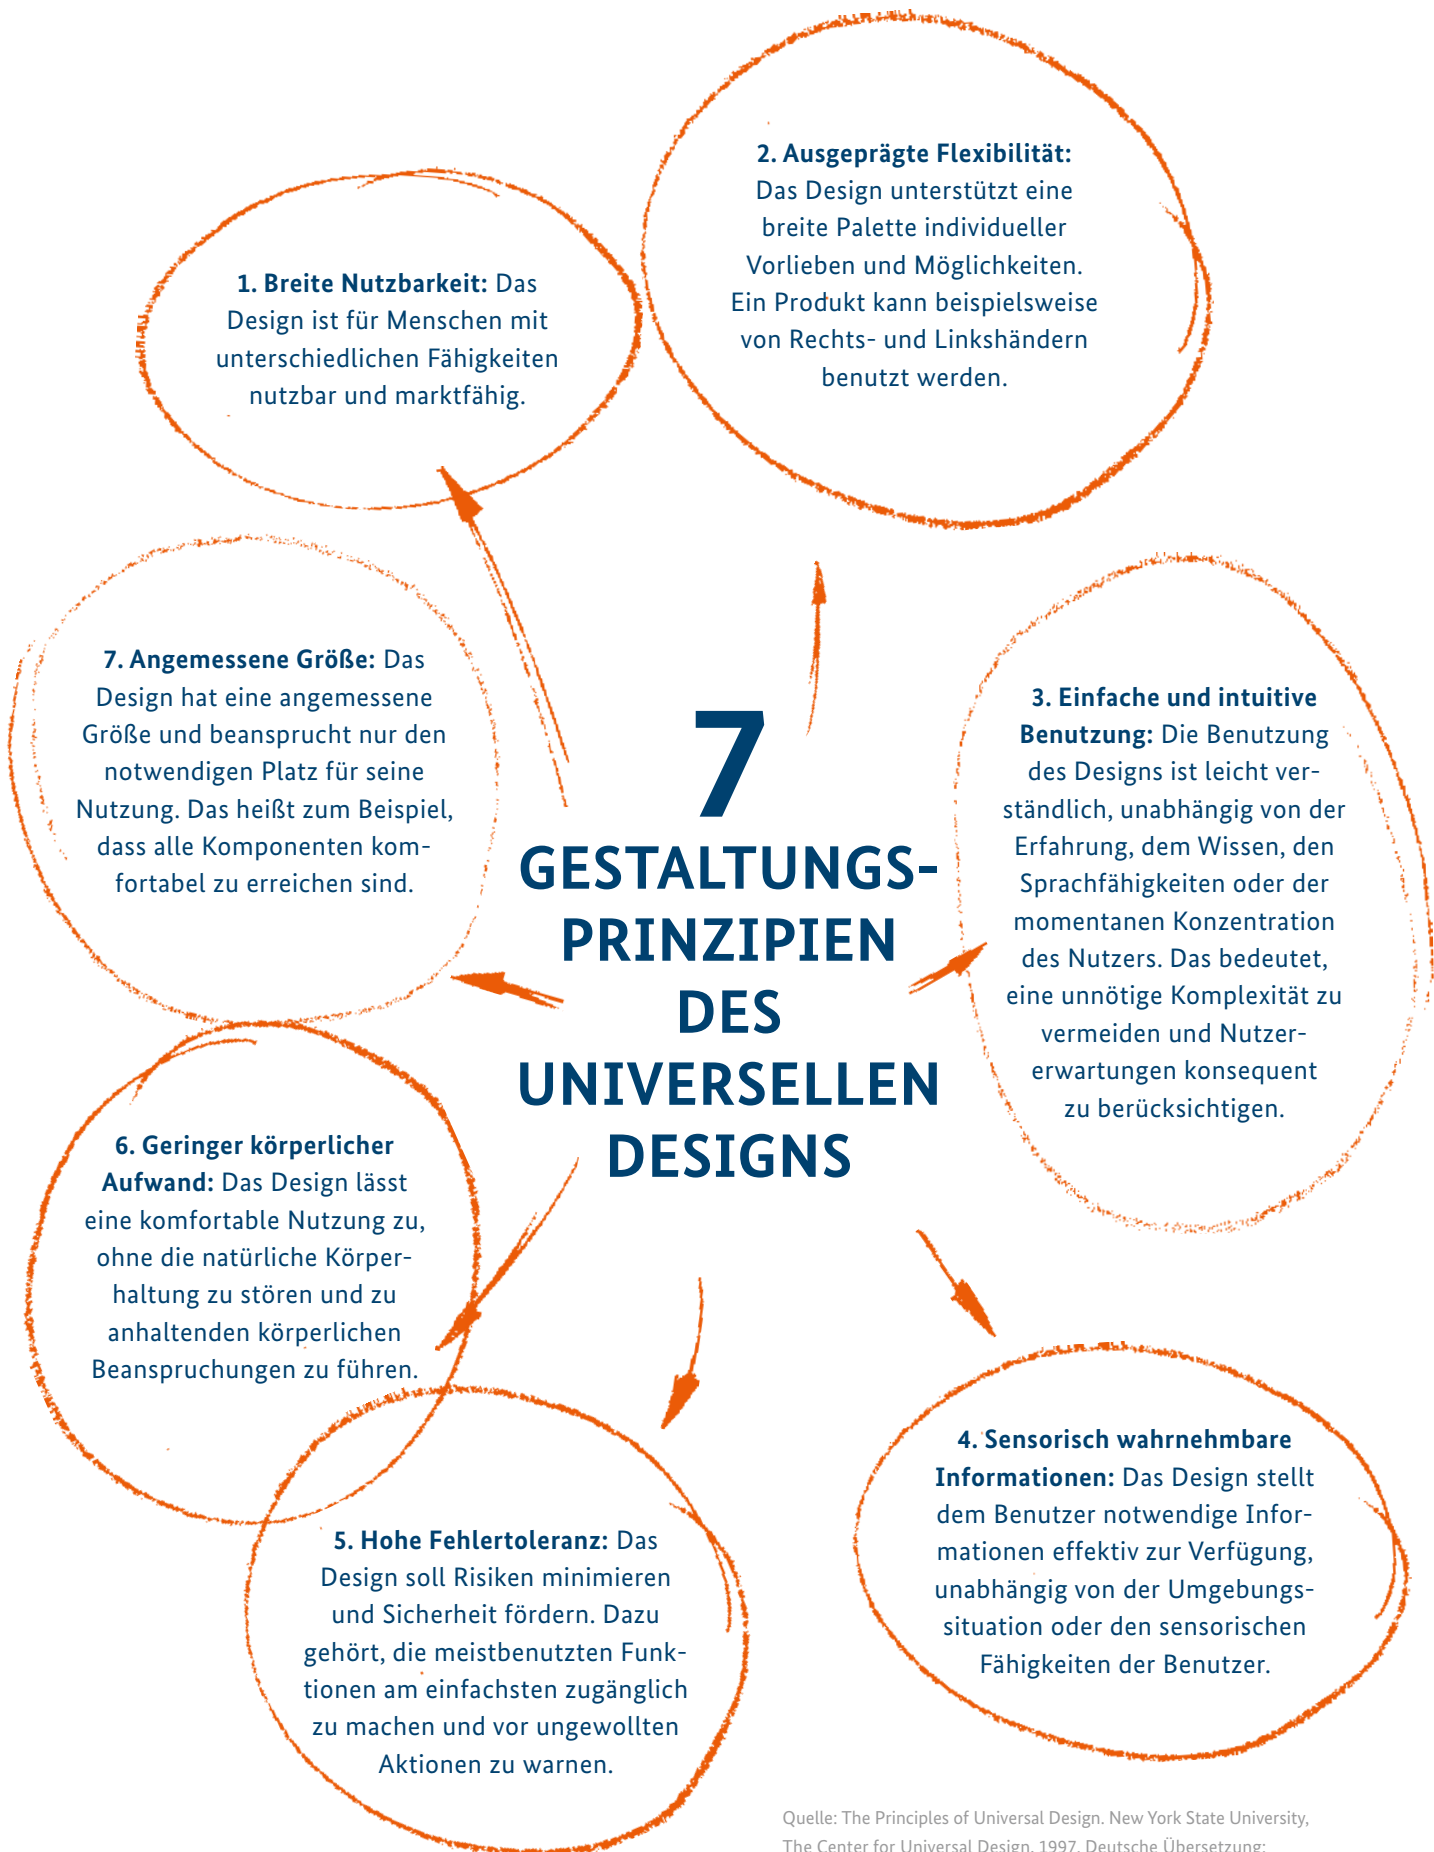 7
GESTALTUNGS-
PRINZIPIEN
DES
UNIVERSELLEN
DESIGNS
1. Breite Nutzbarkeit: Das
Design ist für Menschen mit
unterschiedlichen Fähigkeiten
nutzbar und marktfähig.
2. Ausgeprägte Flexibilität:
Das Design unterstützt eine
breite Palette individueller
Vorlieben und Möglichkeiten.
Ein Produkt kann beispielsweise
von Rechts- und Linkshändern
benutzt werden.
3. Einfache und intuitive
Benutzung: Die Benutzung
des Designs ist leicht ver-
ständlich, unabhängig von der
Erfahrung, dem Wissen, den
Sprachfähigkeiten oder der
momentanen Konzentration
des Nutzers. Das bedeutet,
eine unnötige Komplexität zu
vermeiden und Nutzer-
erwartungen konsequent
zu berücksichtigen.
4. Sensorisch wahrnehmbare
Informationen: Das Design stellt
dem Benutzer notwendige Infor-
mationen effektiv zur Verfügung,
unabhängig von der Umgebungs-
situation oder den sensorischen
Fähigkeiten der Benutzer.
5. Hohe Fehlertoleranz: Das
Design soll Risiken minimieren
und Sicherheit fördern. Dazu
gehört, die meistbenutzten Funk-
tionen am einfachsten zugänglich
zu machen und vor ungewollten
Aktionen zu warnen.
6. Geringer körperlicher
Aufwand: Das Design lässt
eine komfortable Nutzung zu,
ohne die natürliche Körper-
haltung zu stören und zu
anhaltenden körperlichen
Beanspruchungen zu führen.
7. Angemessene Größe: Das
Design hat eine angemessene
Größe und beansprucht nur den
notwendigen Platz für seine
Nutzung. Das heißt zum Beispiel,
dass alle Komponenten kom-
fortabel zu erreichen sind.
Quelle: The Principles of Universal Design. New York State University,
The Center for Universal Design, 1997. Deutsche Übersetzung: